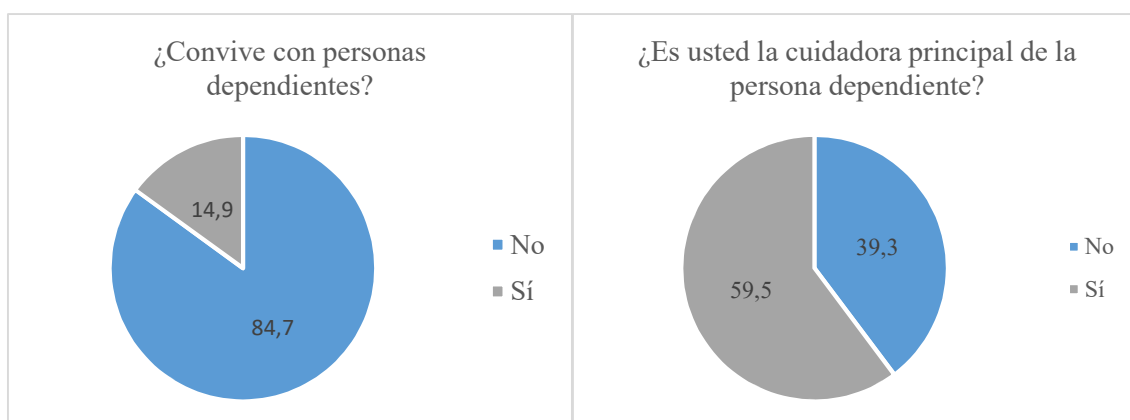 ¿Convive con personas
dependientes?
14,9
84,7
No
Sí
¿Es usted la cuidadora principal de la
persona dependiente?
39,3
59,5
No
Sí